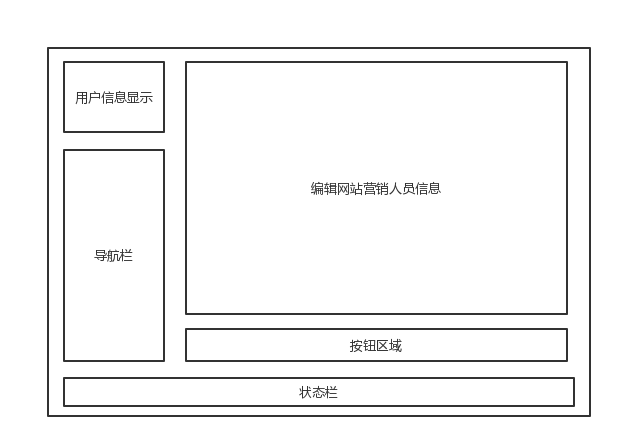 用户信息显示
编辑网站营销人员信息
导航栏
按钮区域
状态栏